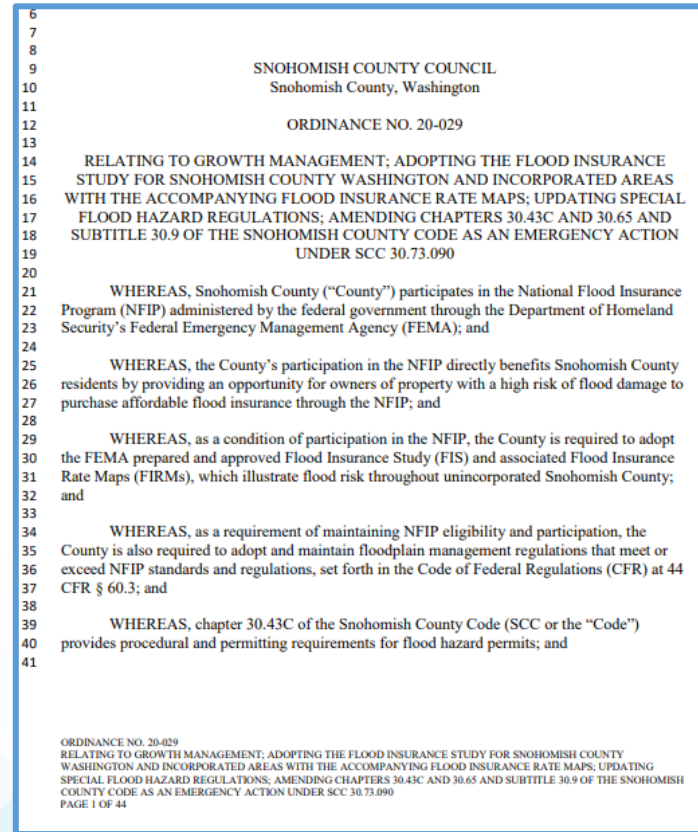 6
7
8
9 SNOHOMISH COUNTY COUNCIL
10 Snohomish County, Washington
11
12 ORDINANCE NO. 20-029
13
14 RELATING TO GROWTH MANAGEMENT; ADOPTING THE FLOOD INSURANCE
15 STUDY FOR SNOHOMISH COUNTY WASHINGTON AND INCORPORATED AREAS
16 WITH THE ACCOMPANYING FLOOD INSURANCE RATE MAPS; UPDATING SPECIAL
17 FLOOD HAZARD REGULATIONS; AMENDING CHAPTERS 30.43C AND 30.65 AND
18 SUBTITLE 30.9 OF THE SNOHOMISH COUNTY CODE AS AN EMERGENCY ACTION
19 UNDER SCC 30.73.090
20
21 WHEREAS, Snohomish County (“County”) participates in the National Flood Insurance
22 Program (NFIP) administered by the federal government through the Department of Homeland
23 Security’s Federal Emergency Management Agency (FEMA); and
24
25 WHEREAS, the County’s participation in the NFIP directly benefits Snohomish County
26 residents by providing an opportunity for owners of property with a high risk of flood damage to
27 purchase affordable flood insurance through the NFIP; and
28
29 WHEREAS, as a condition of participation in the NFIP, the County is required to adopt
30 the FEMA prepared and approved Flood Insurance Study (FIS) and associated Flood Insurance
31 Rate Maps (FIRMs), which illustrate flood risk throughout unincorporated Snohomish County;
32 and
33
34 WHEREAS, as a requirement of maintaining NFIP eligibility and participation, the
35 County is also required to adopt and maintain floodplain management regulations that meet or
36 exceed NFIP standards and regulations, set forth in the Code of Federal Regulations (CFR) at 44
37 CFR § 60.3; and
38
39 WHEREAS, chapter 30.43C of the Snohomish County Code (SCC or the “Code”)
40 provides procedural and permitting requirements for flood hazard permits; and
41
ORDINANCE NO. 20-029
RELATING TO GROWTH MANAGEMENT; ADOPTING THE FLOOD INSURANCE STUDY FOR SNOHOMISH COUNTY
WASHINGTON AND INCORPORATED AREAS WITH THE ACCOMPANYING FLOOD INSURANCE RATE MAPS; UPDATING
SPECIAL FLOOD HAZARD REGULATIONS; AMENDING CHAPTERS 30.43C AND 30.65 AND SUBTITLE 30.9 OF THE SNOHOMISH
COUNTY CODE AS AN EMERGENCY ACTION UNDER SCC 30.73.090
PAGE 1 OF 44